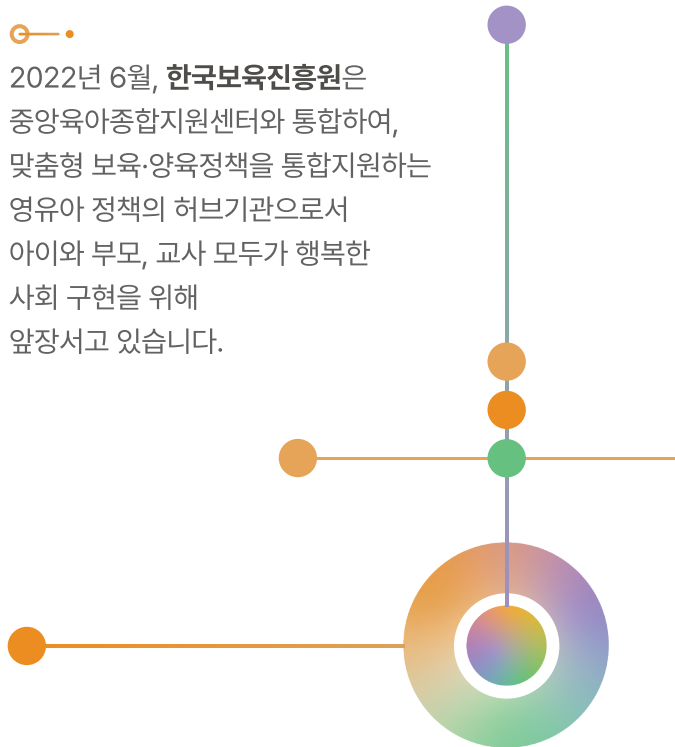 2022년 6월, 한국보육진흥원은
중앙육아종합지원센터와 통합하여,
맞춤형 보육·양육정책을 통합지원하는
영유아 정책의 허브기관으로서
아이와 부모, 교사 모두가 행복한
사회 구현을 위해
앞장서고 있습니다.